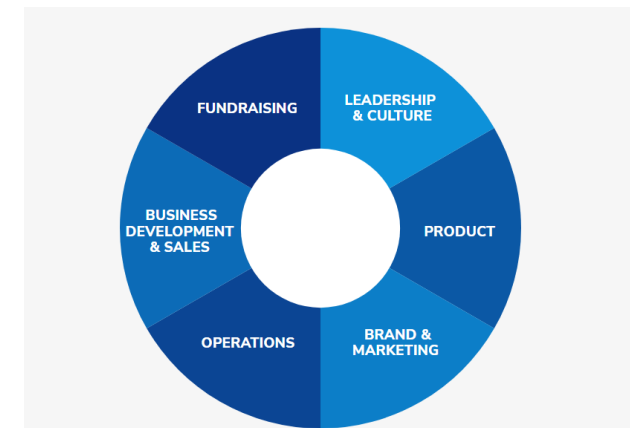 FUNDRAISING
LEADERSHIP
& CULTURE
BUSINESS
DEVELOPMENT
& SALES
PRODUCT
OPERATIONS
BRAND &
MARKETING